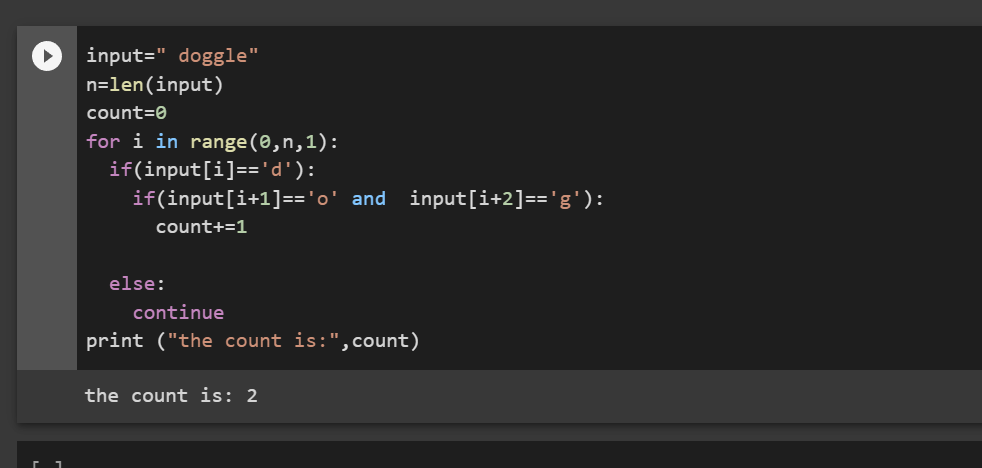 input=" doggle"
n=len(input)
count=0
for i in range(0,n,1):
  if(input[i]=='d'):
    if(input[i+1]=='o' and  input[i+2]=='g'):
      count+=1

  else:
    continue
print ("the count is:",count)
the count is: 2
[ ]